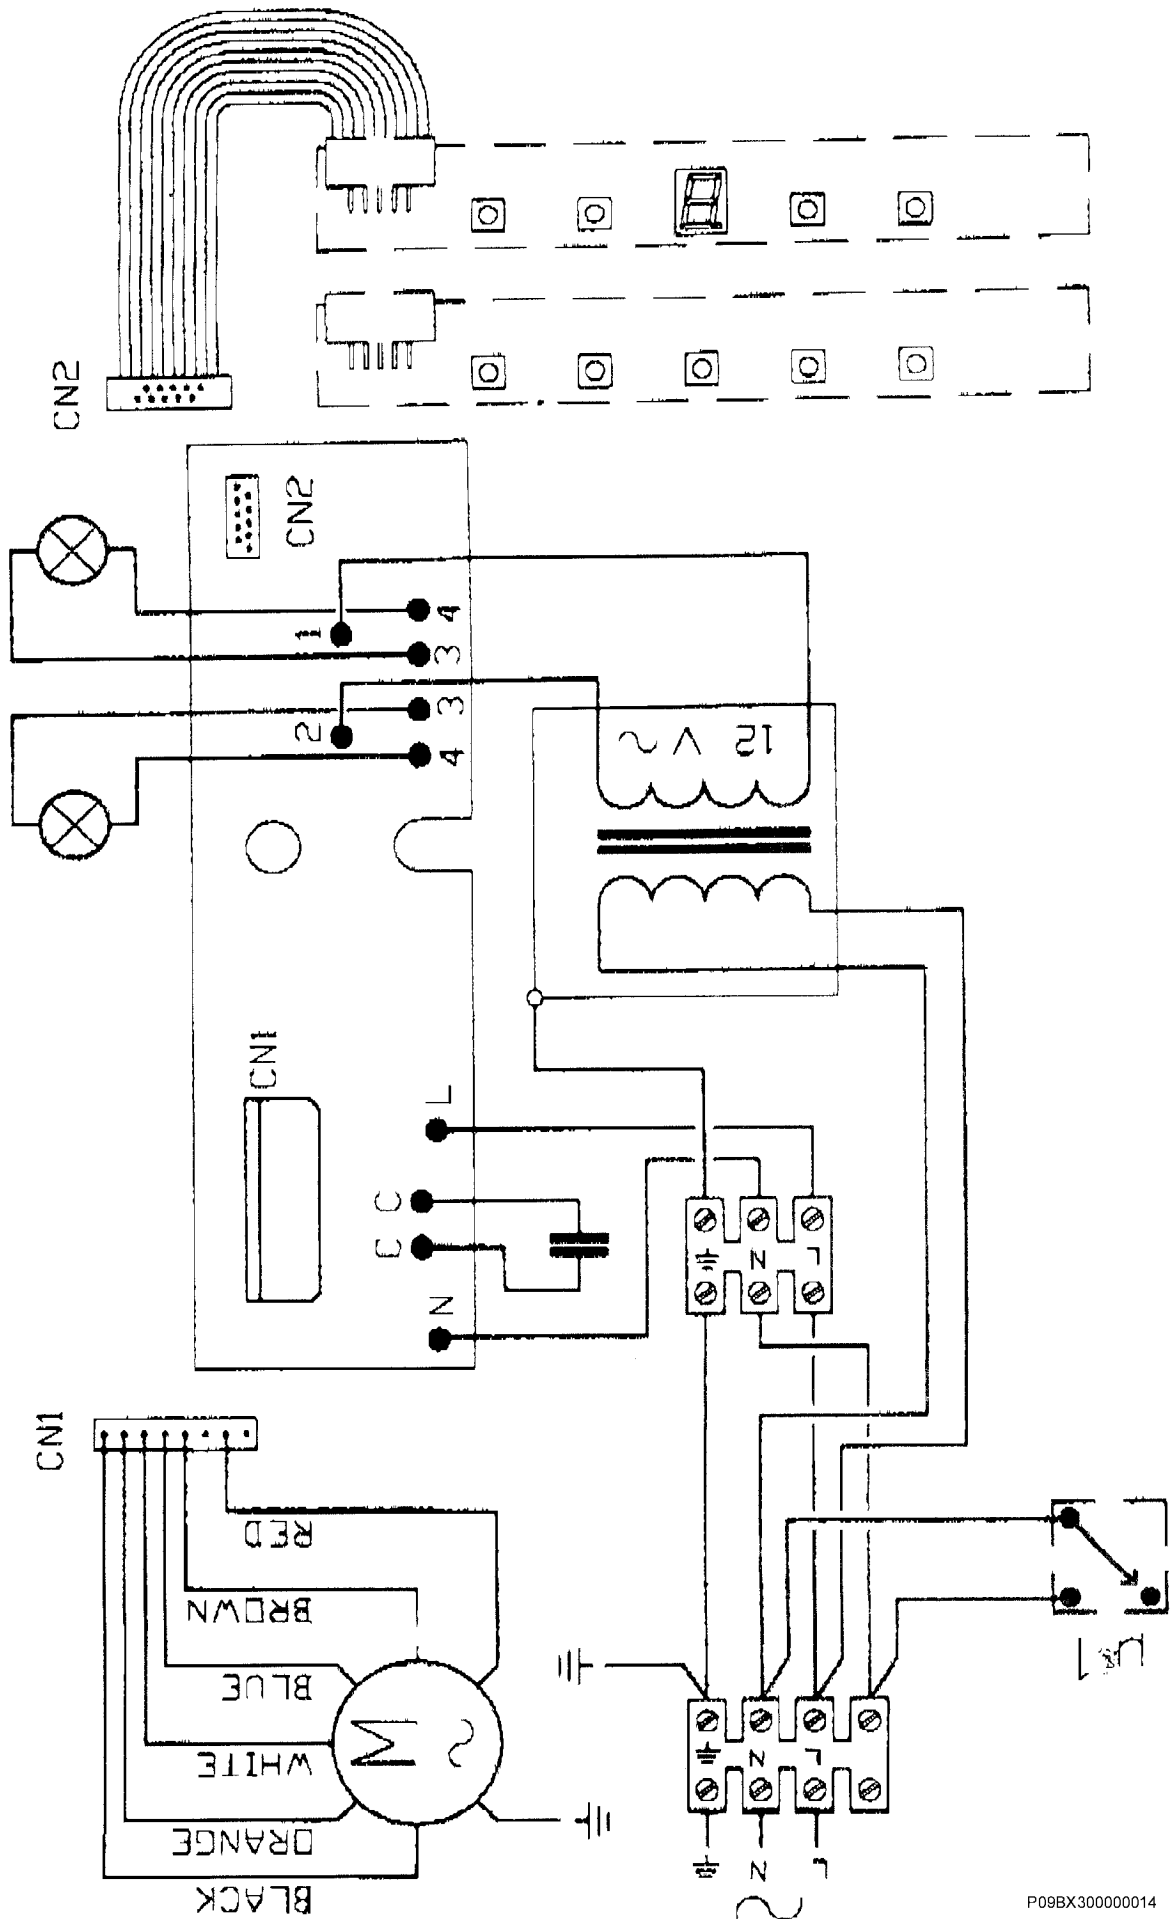 CN2
CN2
4
1
3
3
2
4
12 V ~
CN1
L
C
C
N
N
L
CN1
RED
BROWN
BLUE
WHITE
ORANGE
BLACK
M
~
N
L
N
L
~
P09BX300000014